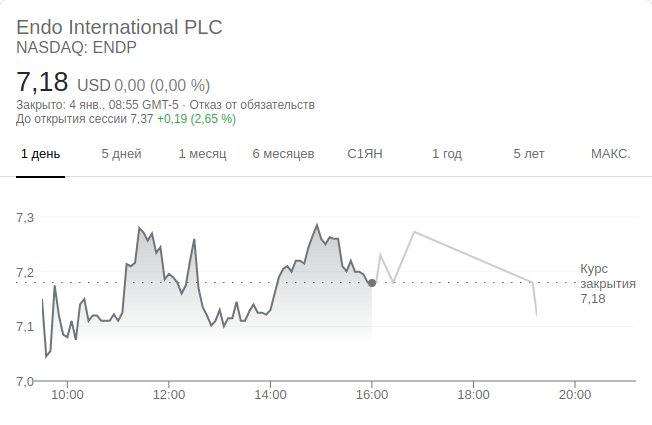 Endo International PLC
NASDAQ: ENDP
7,18 USD 0,00 (0,00 %)
Закрыто: 4 янв., 08:55 GMT-5 · Отказ от обязательств
До открытия сессии 7,37 +0,19 (2,65 %)
1 день 5 дней 1 месяц 6 месяцев С1ЯН 1 год 5 лет МАКС.
7,3
7,2
7,1
7,0
Курс
закрытия
7,18
10:00 12:00 14:00 16:00 18:00 20:00